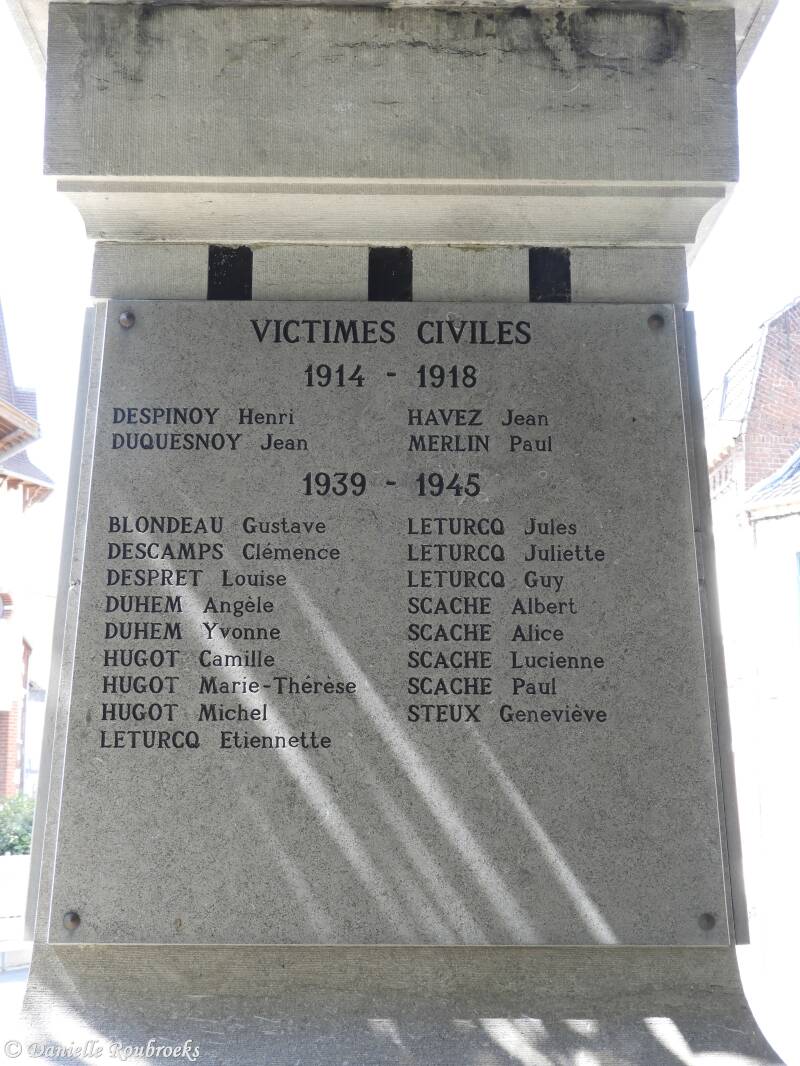 VICTIMES CIVILES
1914 - 1918
DESPINOY Henri
DUQUÈSNOY Jean
HAVEZ Jean
MERLIN Paul
1939 - 1945
BLONDEAU Gustave
DESCAMPS Clémence
DESPRET Louise
DUHEM Angèle
DUHEM Yvonne
HUGOT Camille
HUGOT Marie-Thérèse
HUGOT Michel
LETURCQ Etiennette
LETURCQ Jules
LETURCQ Juliette
LETURCQ Guy
SCACHE Albert
SCACHE Alice
SCACHE Lucienne
SCACHE Paul
STEUX Geneviève
© Danielle Roubroeks